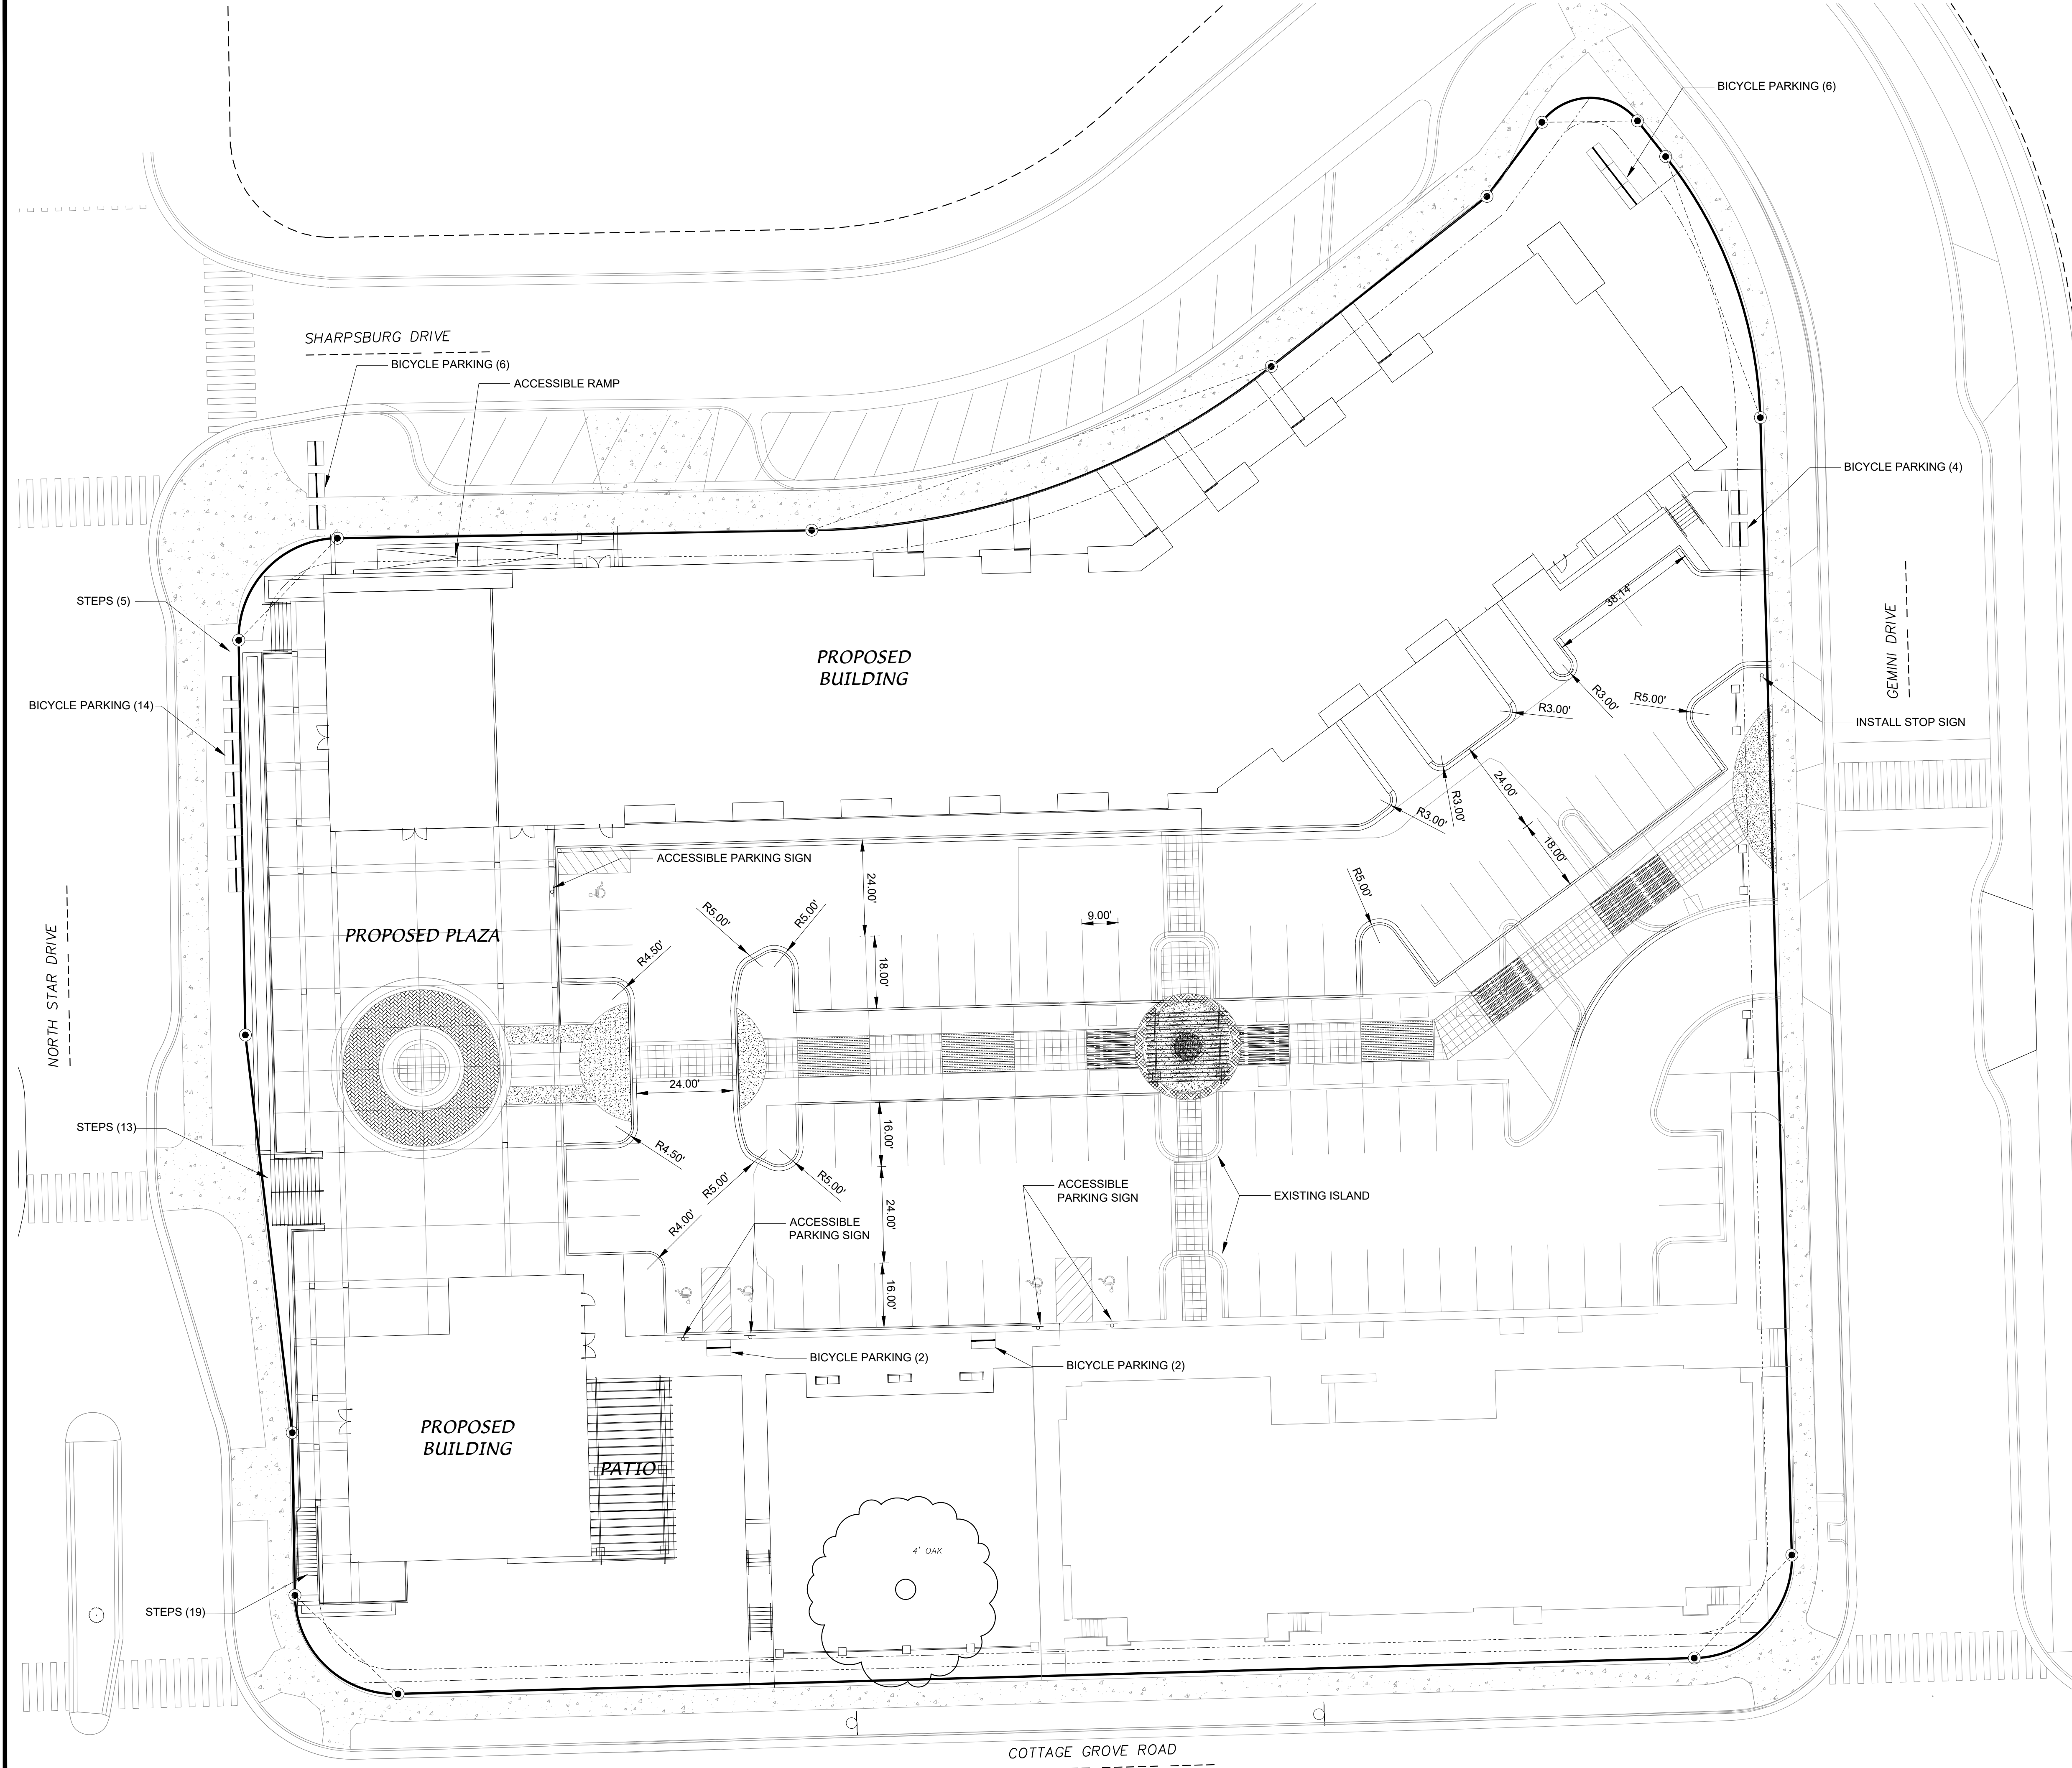 BICYCLE PARKING (6)
SHARPSBURG DRIVE
BICYCLE PARKING (6)
ACCESSIBLE RAMP
BICYCLE PARKING (4)
STEPS (5)
38.14'
GEMINI DRIVE
PROPOSED
BUILDING
BICYCLE PARKING (14)
R3.00'
R5.00'
R3.00'
INSTALL STOP SIGN
24.00'
R3.00'
R3.00'
18.00'
ACCESSIBLE PARKING SIGN
24.00'
R5.00'
R5.00'
R5.00'
9.00'
PROPOSED PLAZA
R4.50'
18.00'
NORTH STAR DRIVE
24.00'
STEPS (13)
16.00'
R4.50'
R5.00'
R5.00'
ACCESSIBLE
PARKING SIGN
EXISTING ISLAND
R4.00'
24.00'
ACCESSIBLE
PARKING SIGN
16.00'
BICYCLE PARKING (2)
BICYCLE PARKING (2)
PROPOSED
BUILDING
PATIO
4' OAK
STEPS (19)
COTTAGE GROVE ROAD